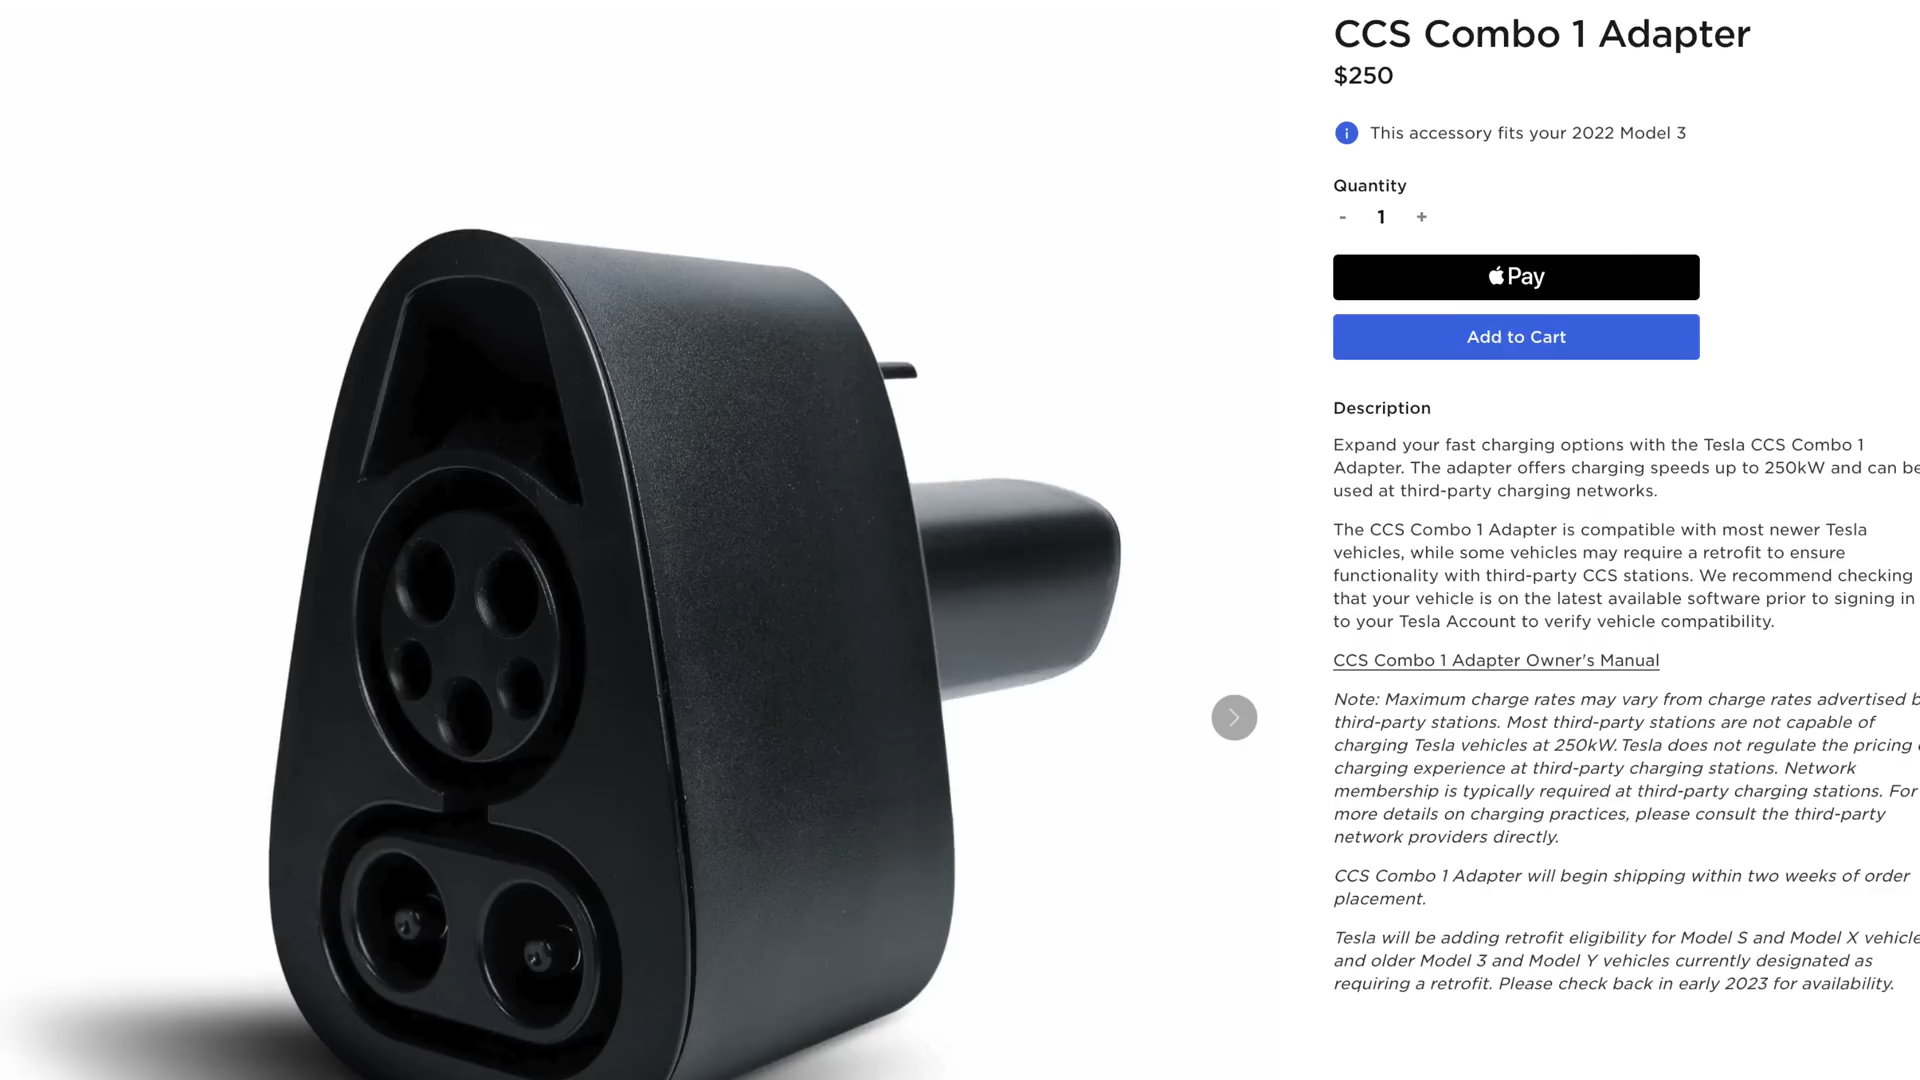 CCS Combo 1 Adapter
$250
This accessory fits your 2022 Model 3
Quantity
- 1 +
Pay
Add to Cart
Description
Expand your fast charging options with the Tesla CCS Combo 1
Adapter. The adapter offers charging speeds up to 250kW and can be
used at third-party charging networks.
The CCS Combo 1 Adapter is compatible with most newer Tesla
vehicles, while some vehicles may require a retrofit to ensure
functionality with third-party CCS stations. We recommend checking
that your vehicle is on the latest available software prior to signing in
to your Tesla Account to verify vehicle compatibility.
CCS Combo 1 Adapter Owner's Manual
Note: Maximum charge rates may vary from charge rates advertised
third-party stations. Most third-party stations are not capable of
charging Tesla vehicles at 250kW. Tesla does not regulate the pricing
charging experience at third-party charging stations. Network
membership is typically required at third-party charging stations. For
more details on charging practices, please consult the third-party
network providers directly.
CCS Combo 1 Adapter will begin shipping within two weeks of order
placement.
Tesla will be adding retrofit eligibility for Model S and Model X vehicle
and older Model 3 and Model Y vehicles currently designated as
requiring a retrofit. Please check back in early 2023 for availability.